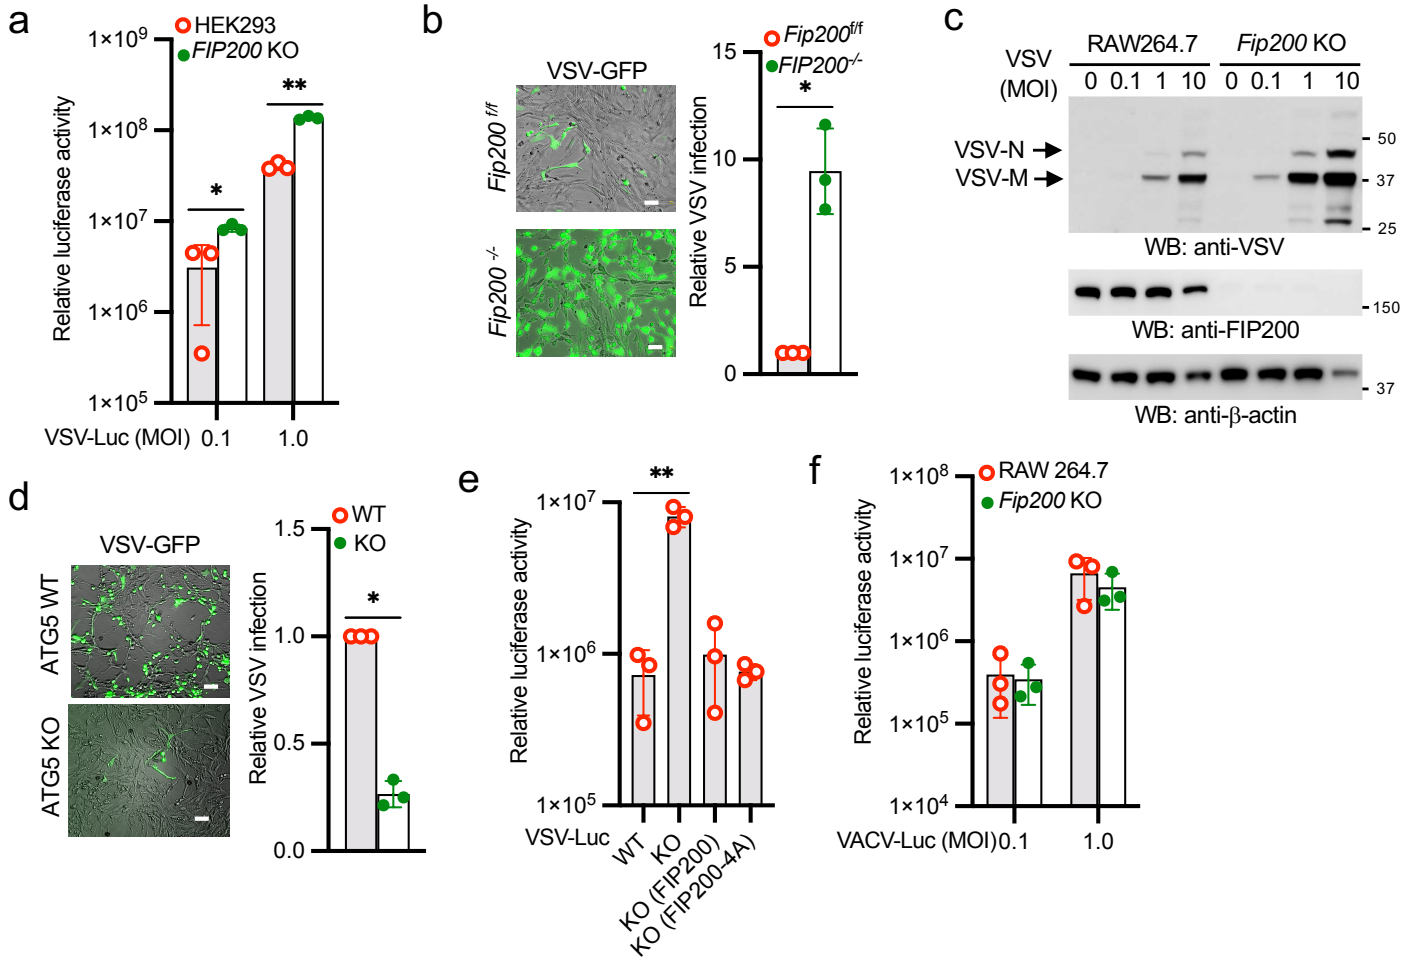 a
HEK293
FIP200 KO
1×10⁹
1×10⁸
1×10⁷
1×10⁶
1×10⁵
Relative luciferase activity
*
**
VSV-Luc (MOI) 0.1 1.0
b
VSV-GFP
Fip200 f/f
Fip200 -/-
Fip200f/f
FIP200-/-
*
15
10
5
0
Relative VSV infection
c
VSV (MOI)
RAW264.7
Fip200 KO
0 0.1 1 10 0 0.1 1 10
VSV-N
VSV-M
50
37
25
WB: anti-VSV
150
WB: anti-FIP200
37
WB: anti-β-actin
d
VSV-GFP
ATG5 WT
ATG5 KO
WT
KO
*
1.5
1.0
0.5
0.0
Relative VSV infection
e
**
1×10⁷
1×10⁶
1×10⁵
Relative luciferase activity
VSV-Luc
WT
KO
KO (FIP200)
KO (FIP200-4A)
f
RAW 264.7
Fip200 KO
1×10⁸
1×10⁷
1×10⁶
1×10⁵
1×10⁴
Relative luciferase activity
VACV-Luc (MOI) 0.1 1.0